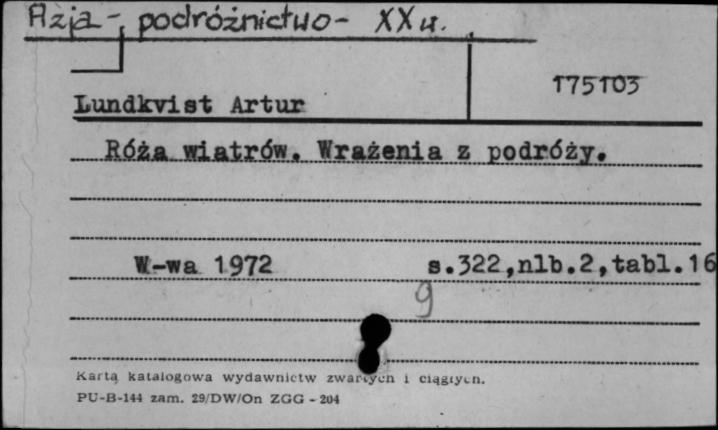 Azja - podróżnictwo - XX w.
175103
Lundkvist Artur
Róża wiatrów. Wrażenia z podróży.
W-wa 1972 s.322,nlb.2,tabl.16
9
Karta katalogowa wydawnictw zwartych i ciągłych.
PU-B-144 zam. 29/DW/On ZGG - 204